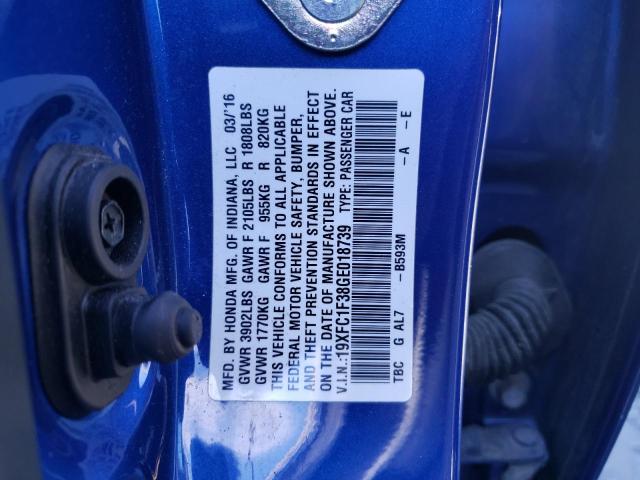 MFD. BY HONDA MFG. OF INDIANA, LLC 03/'16
GVWR 3902LBS GAWR F 2105LBS R 1808LBS
GVWR 1770KG GAWR F 955KG R 820KG
THIS VEHICLE CONFORMS TO ALL APPLICABLE
FEDERAL MOTOR VEHICLE SAFETY, BUMPER,
AND THEFT PREVENTION STANDARDS IN EFFECT
ON THE DATE OF MANUFACTURE SHOWN ABOVE.
V.I.N.:19XFC1F38GE018739 TYPE: PASSENGER CAR
TBC G AL7 -B593M -A -E